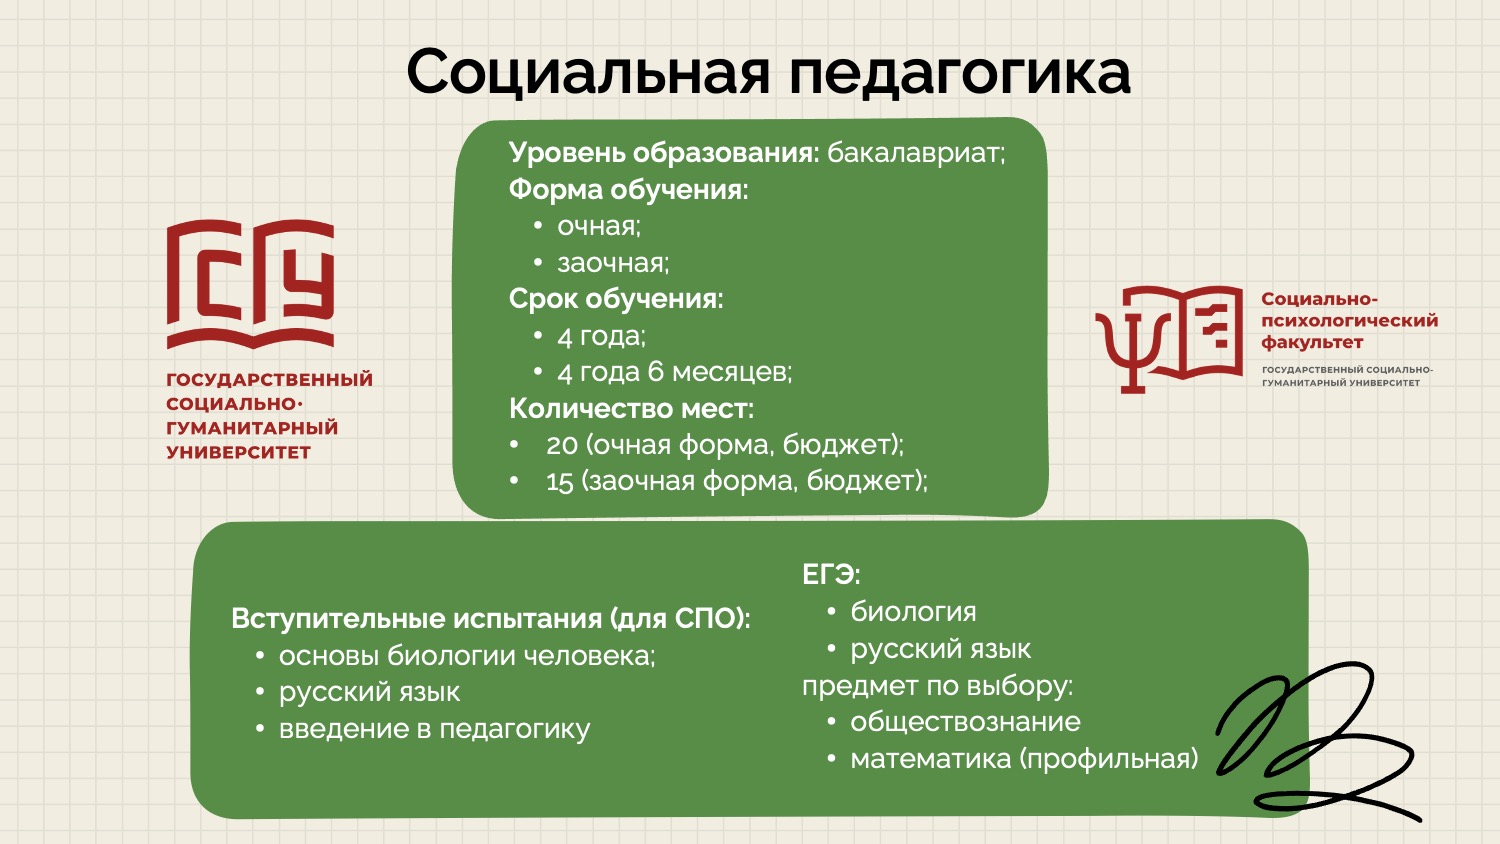 Социальная педагогика
Уровень образования: бакалавриат;
Форма обучения:
• очная;
• заочная;
Срок обучения:
• 4 года;
• 4 года 6 месяцев;
Количество мест:
• 20 (очная форма, бюджет);
• 15 (заочная форма, бюджет);
ГСГУ
ГОСУДАРСТВЕННЫЙ
СОЦИАЛЬНО-
ГУМАНИТАРНЫЙ
УНИВЕРСИТЕТ
Социально-
психологический
факультет
ГОСУДАРСТВЕННЫЙ СОЦИАЛЬНО-
ГУМАНИТАРНЫЙ УНИВЕРСИТЕТ
Вступительные испытания (для СПО):
• основы биологии человека;
• русский язык
• введение в педагогику
ЕГЭ:
• биология
• русский язык
предмет по выбору:
• обществознание
• математика (профильная)